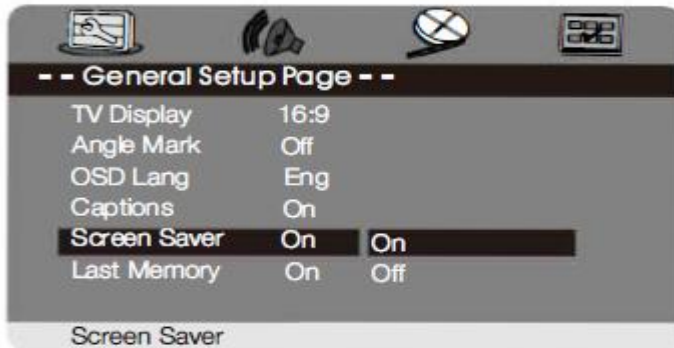 - - General Setup Page - -
TV Display 16:9
Angle Mark Off
OSD Lang Eng
Captions On
Screen Saver On On
Last Memory On Off
Screen Saver